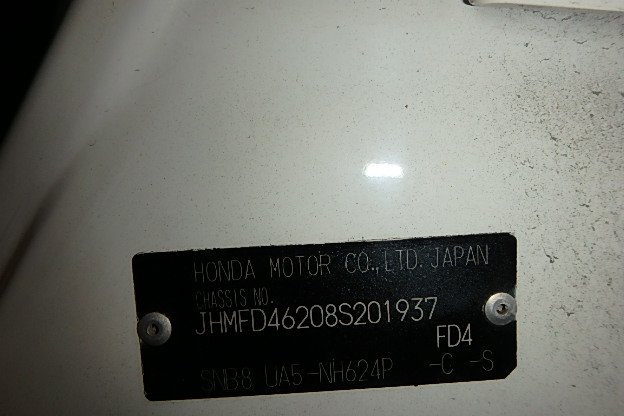 HONDA MOTOR CO.,LTD. JAPAN
CHASSIS NO.
JHMFD46208S201937
FD4
SNB8 UA5-NH624P -C -S